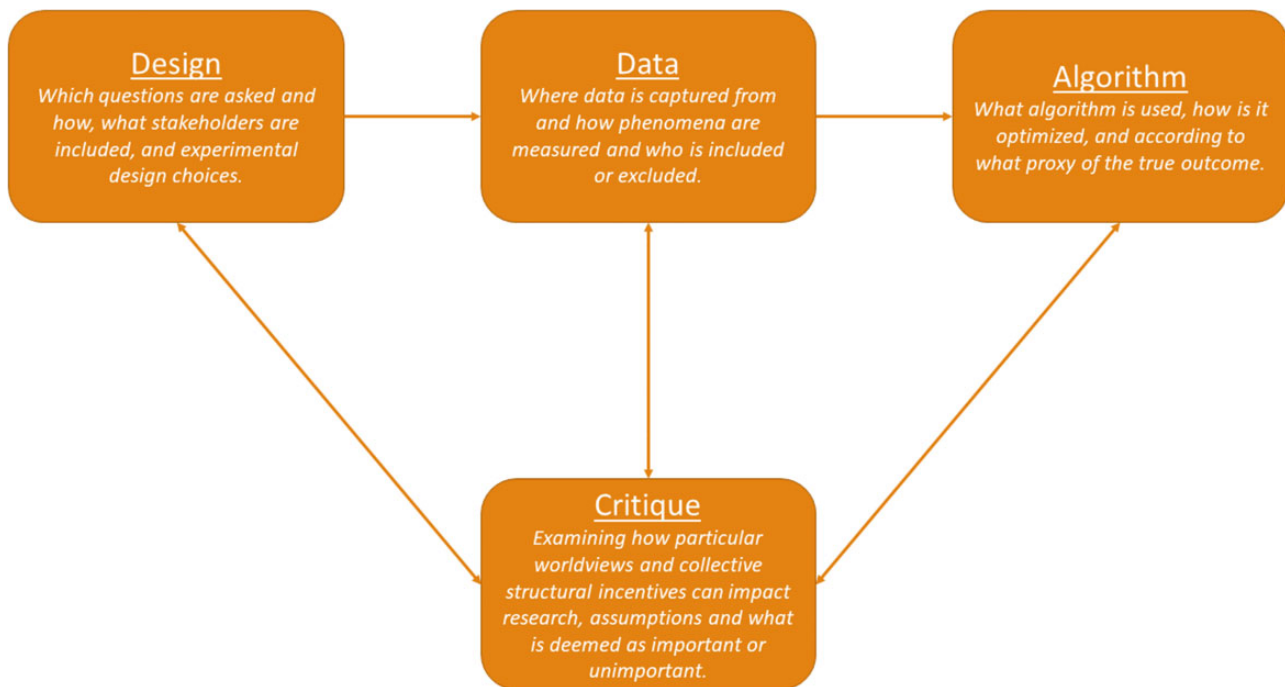 Design
Which questions are asked and
how, what stakeholders are
included, and experimental
design choices.
Data
Where data is captured from
and how phenomena are
measured and who is included
or excluded.
Algorithm
What algorithm is used, how is it
optimized, and according to
what proxy of the true outcome.
Critique
Examining how particular
worldviews and collective
structural incentives can impact
research, assumptions and what
is deemed as important or
unimportant.